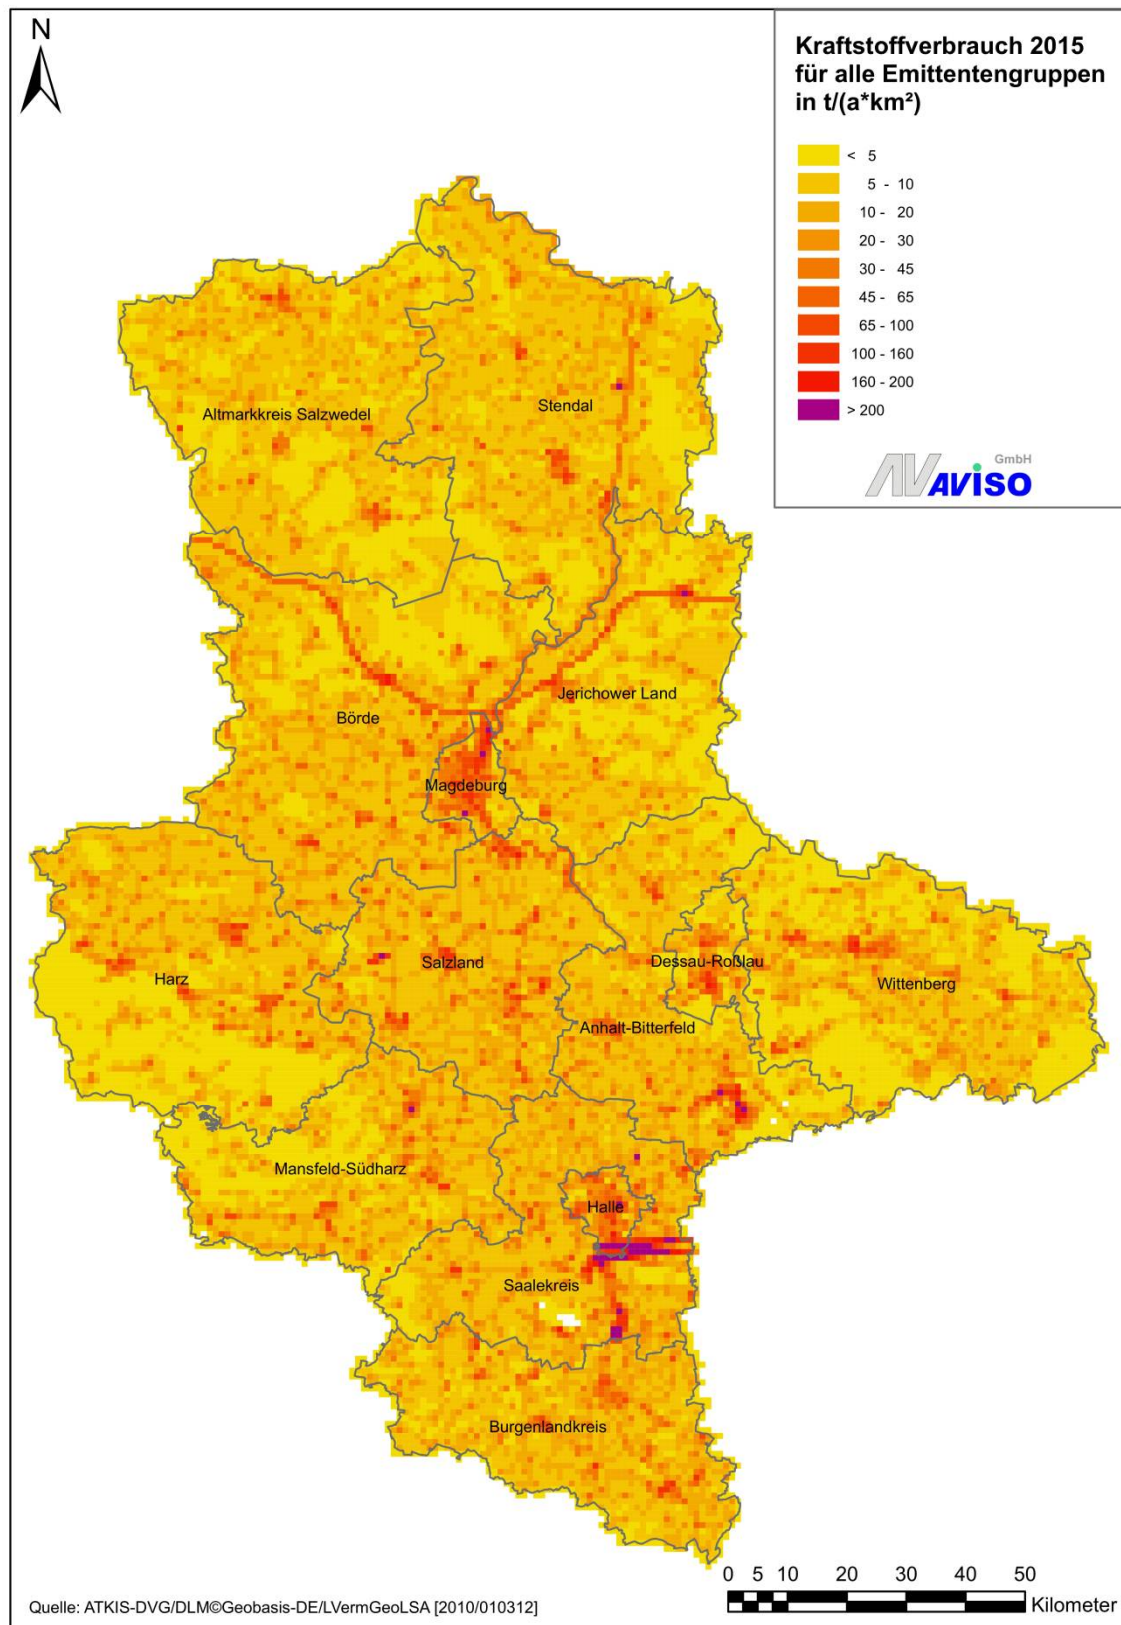 N
Kraftstoffverbrauch 2015
für alle Emittentengruppen
in t/(a*km²)
< 5
5 - 10
10 - 20
20 - 30
30 - 45
45 - 65
65 - 100
100 - 160
160 - 200
> 200
GmbH
AVISO
Altmarkkreis Salzwedel
Stendal
Jerichower Land
Börde
Magdeburg
Salzland
Dessau-Roßlau
Harz
Wittenberg
Anhalt-Bitterfeld
Mansfeld-Südharz
Halle
Saalekreis
Burgenlandkreis
0 5 10 20 30 40 50
Kilometer
Quelle: ATKIS-DVG/DLM©Geobasis-DE/LVermGeoLSA [2010/010312]